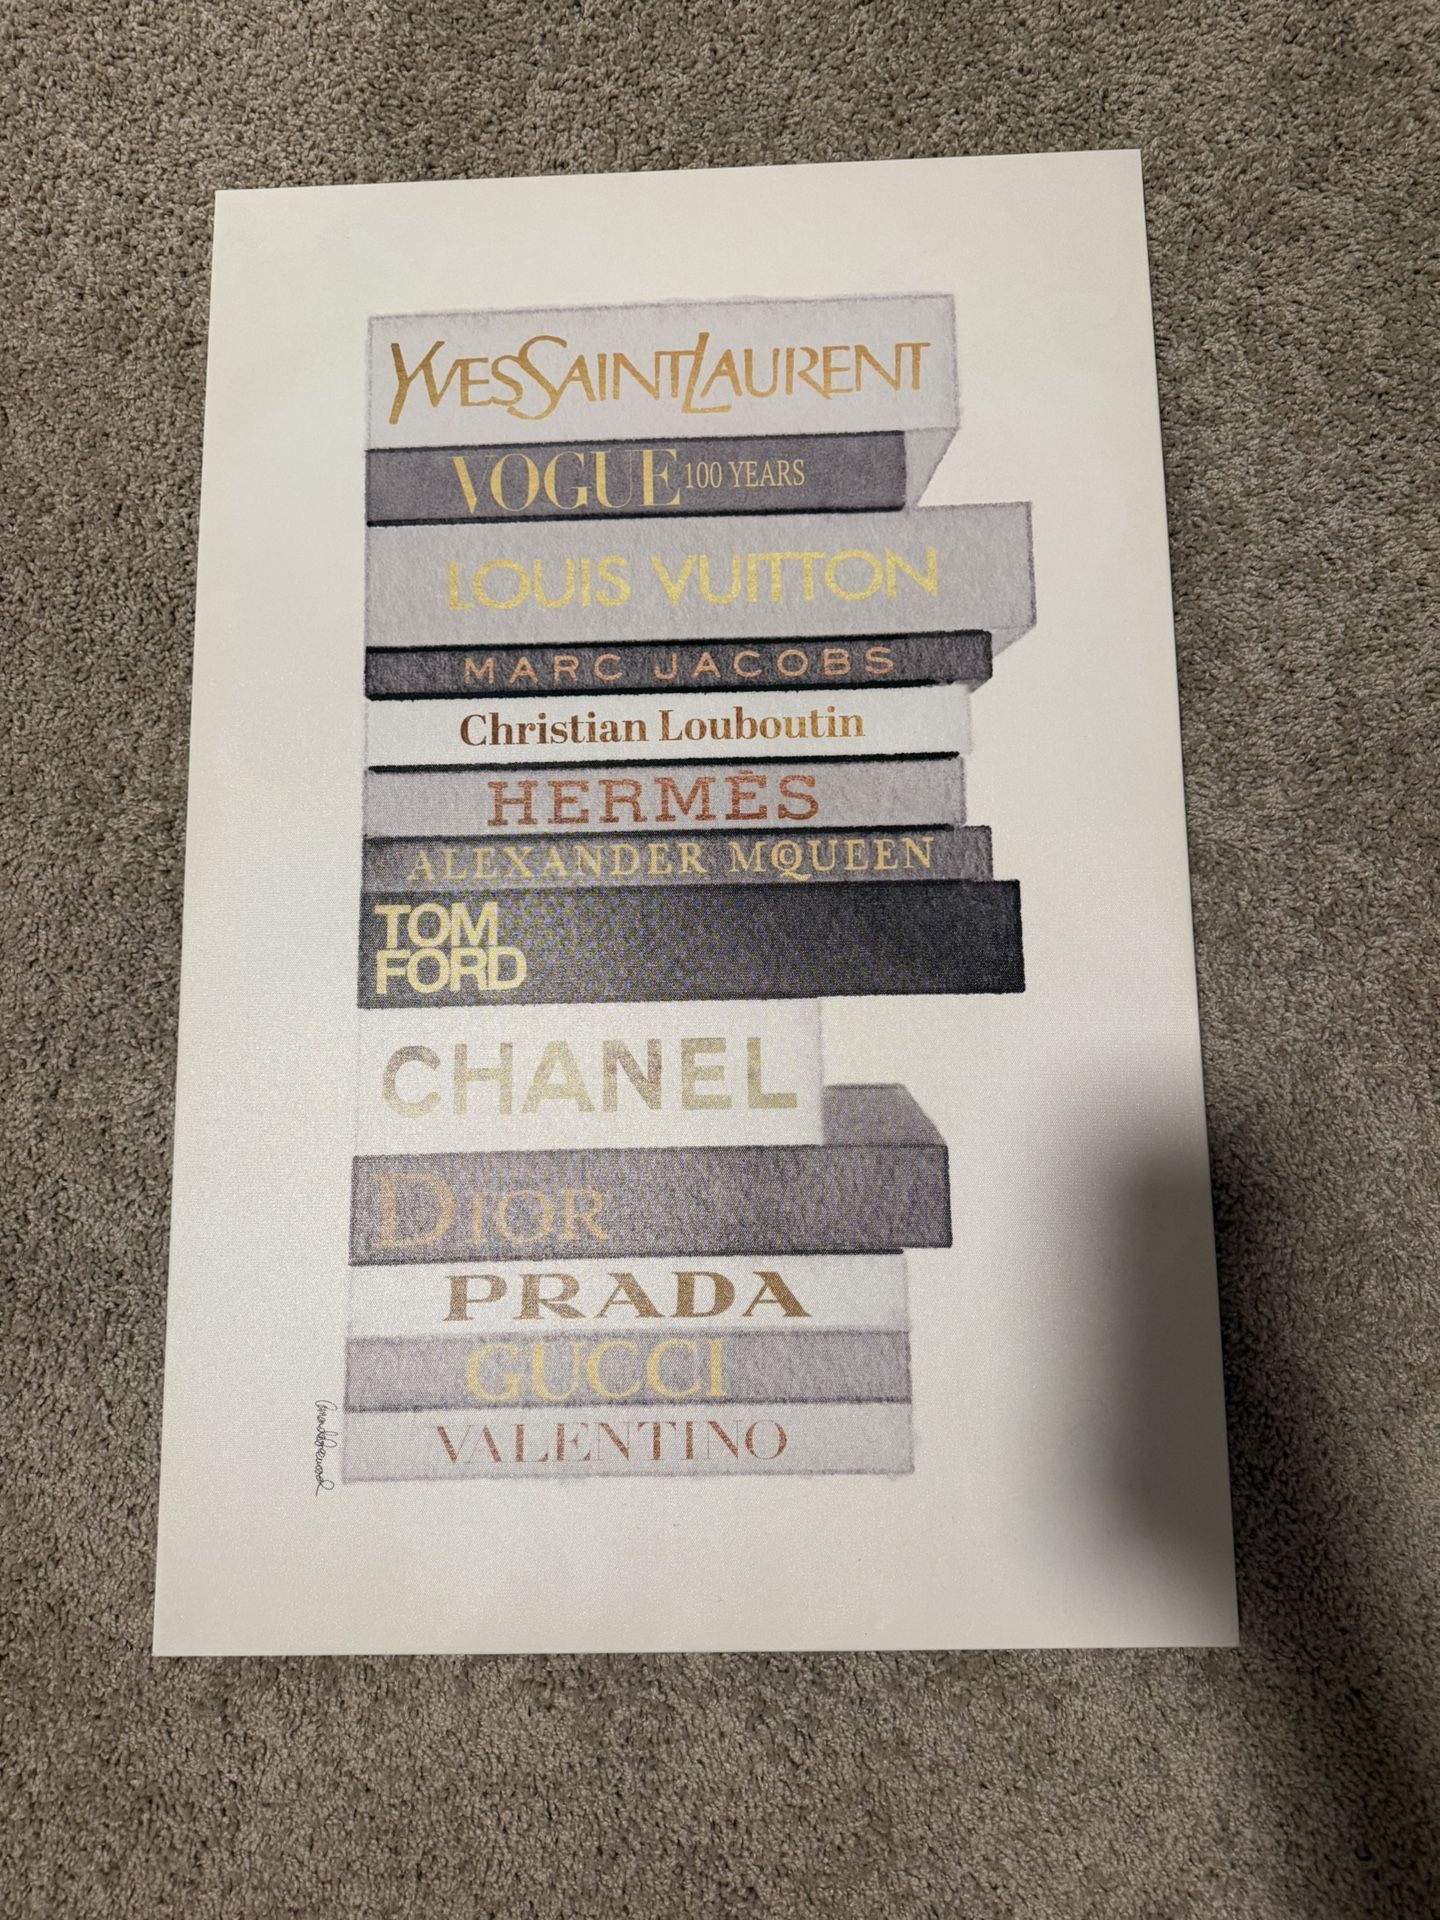 YVESSAINTLAURENT
VOGUE 100 YEARS
LOUIS VUITTON
MARC JACOBS
Christian Louboutin
HERMÈS
ALEXANDER MCQUEEN
TOM
FORD
CHANEL
DIOR
PRADA
GUCCI
VALENTINO